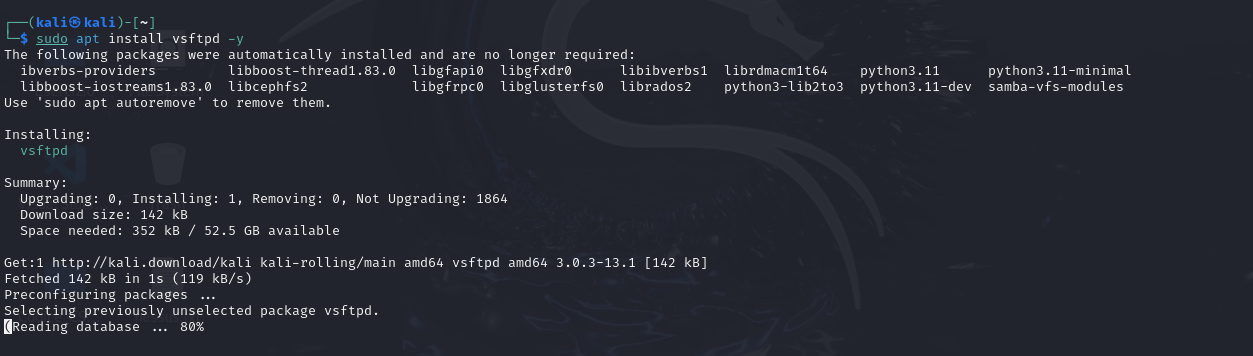 ┌──(kali㉿kali)-[~]
└─$ sudo apt install vsftpd -y
The following packages were automatically installed and are no longer required:
  ibverbs-providers         libboost-thread1.83.0  libgfapi0  libgfxdr0      libibverbs1  librdmacm1t64    python3.11      python3.11-minimal
  libboost-iostreams1.83.0  libcephfs2             libgfrpc0  libglusterfs0  librados2    python3-lib2to3  python3.11-dev  samba-vfs-modules
Use 'sudo apt autoremove' to remove them.

Installing:
  vsftpd

Summary:
  Upgrading: 0, Installing: 1, Removing: 0, Not Upgrading: 1864
  Download size: 142 kB
  Space needed: 352 kB / 52.5 GB available

Get:1 http://kali.download/kali kali-rolling/main amd64 vsftpd amd64 3.0.3-13.1 [142 kB]
Fetched 142 kB in 1s (119 kB/s)
Preconfiguring packages ...
Selecting previously unselected package vsftpd.
(Reading database ... 80%